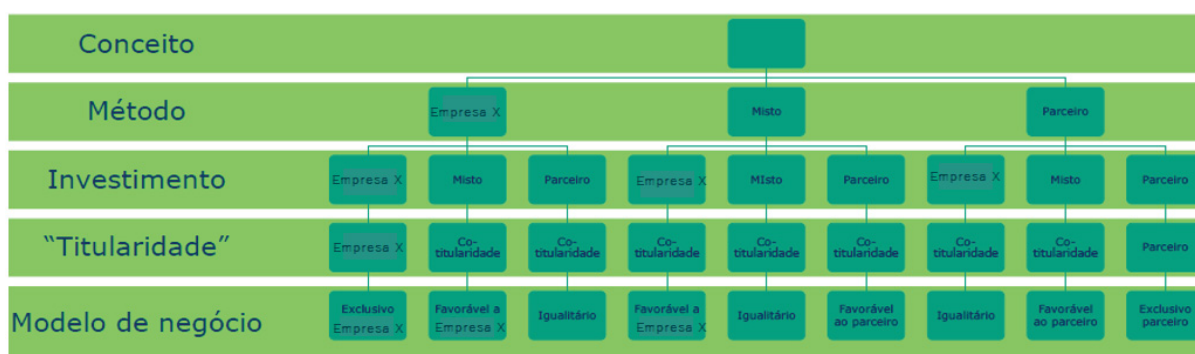 Conceito
Método
Empresa X
Misto
Parceiro
Investimento
Empresa X
Misto
Parceiro
Empresa X
MIsto
Parceiro
Empresa X
Misto
Parceiro
“Titularidade”
Empresa X
Co-
titularidade
Co-
titularidade
Co-
titularidade
Co-
titularidade
Co-
titularidade
Co-
titularidade
Co-
titularidade
Parceiro
Modelo de negócio
Exclusivo
Empresa X
Favorável a
Empresa X
Igualitário
Favorável a
Empresa X
Igualitário
Favorável
ao parceiro
Igualitário
Favorável
ao parceiro
Exclusivo
parceiro